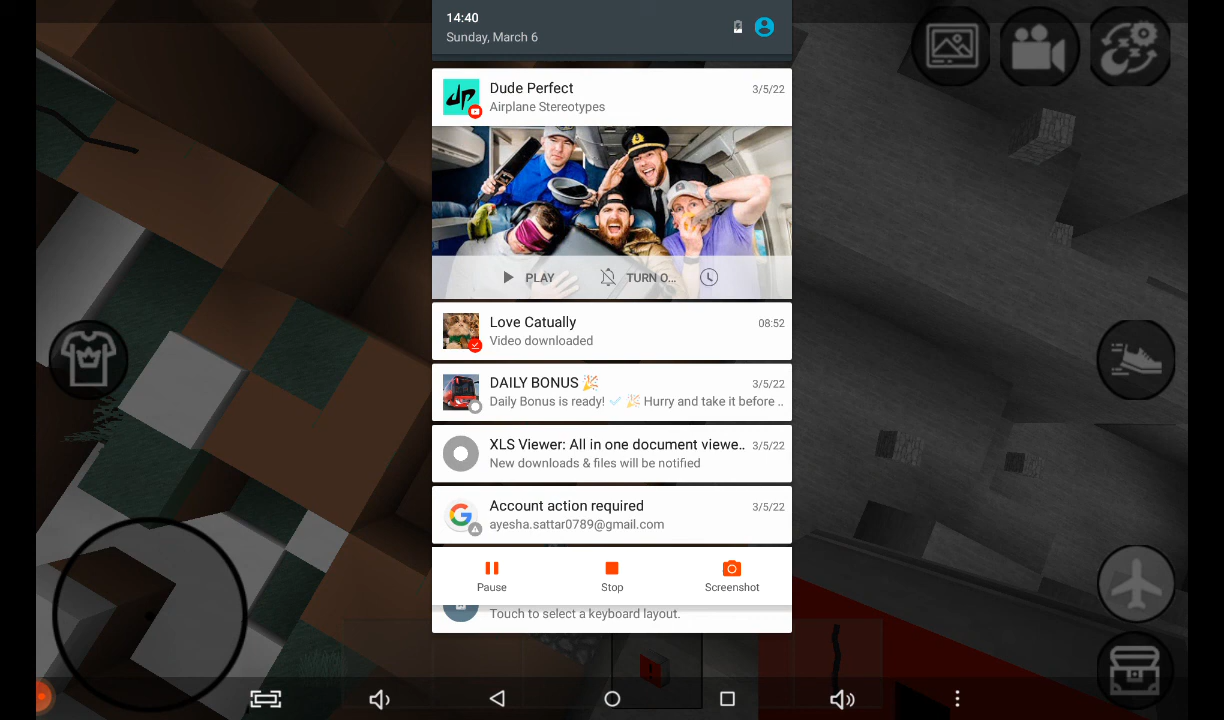 14:40
Sunday, March 6
Dude Perfect 3/5/22
Airplane Stereotypes
PLAY TURN O...
Love Catually 08:52
Video downloaded
DAILY BONUS 🎉 3/5/22
Daily Bonus is ready! ✅ 🎉 Hurry and take it before ..
XLS Viewer: All in one document viewe.. 3/5/22
New downloads & files will be notified
Account action required 3/5/22
ayesha.sattar0789@gmail.com
Pause Stop Screenshot
Touch to select a keyboard layout.